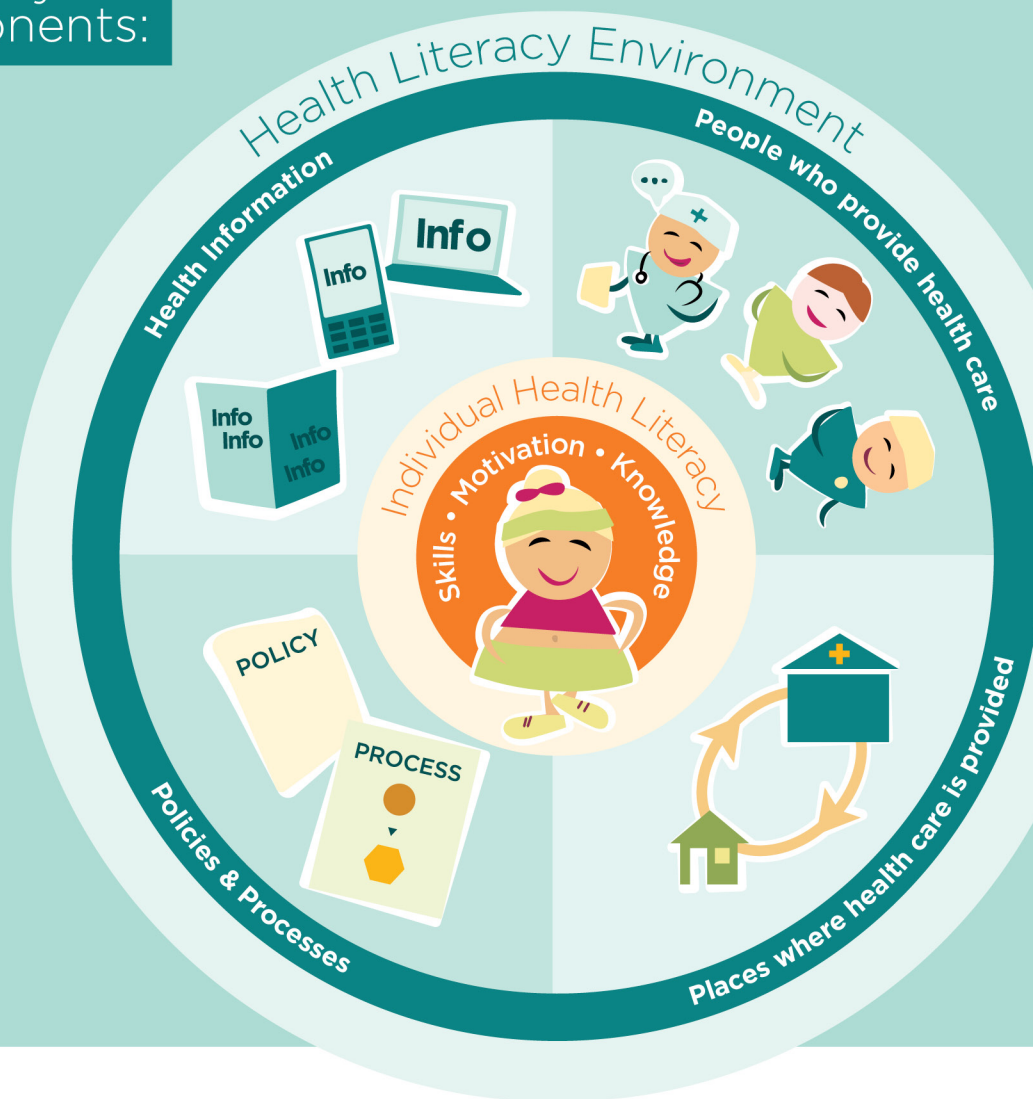 onents:
Health Literacy Environment
Health Information
People who provide health care
Info
Info
Info
Info
Info
Info
Individual Health Literacy
Skills • Motivation • Knowledge
POLICY
PROCESS
Policies & Processes
Places where health care is provided